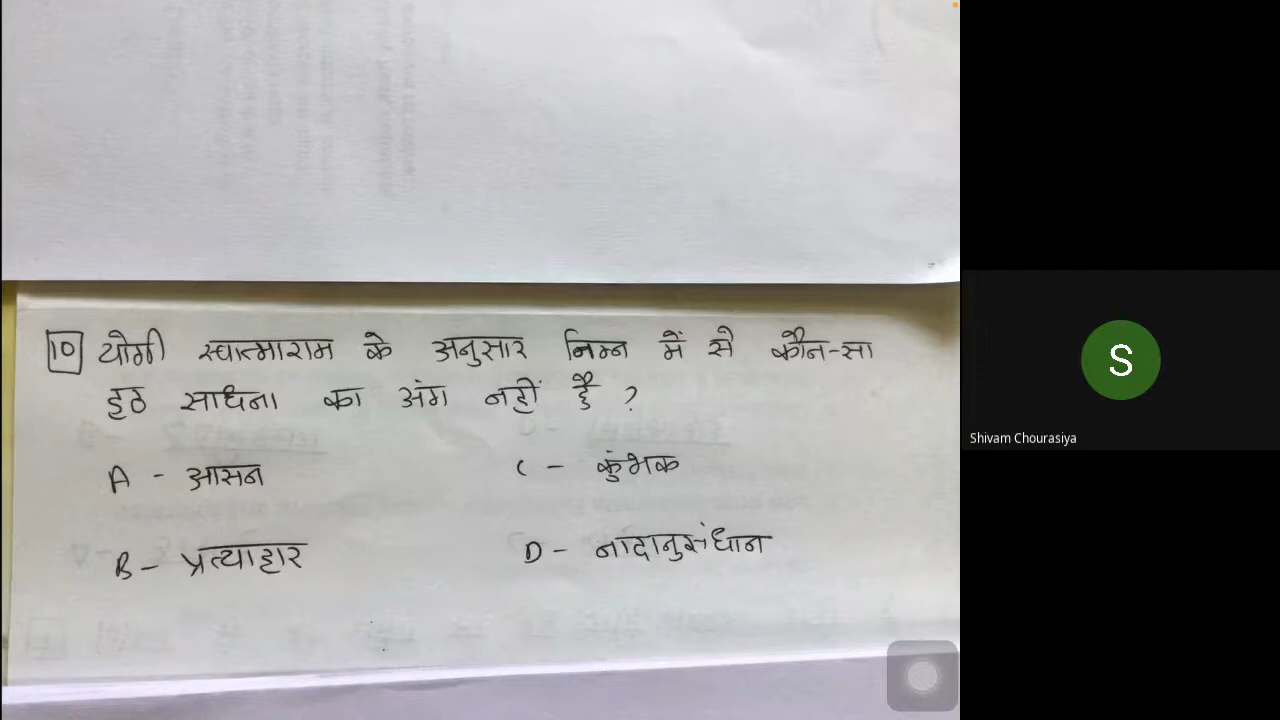 10 योगी स्वात्माराम के अनुसार निम्न में से कौन-सा
हठ साधना का अंग नहीं है ?
A - आसन
C - कुंभक
B - प्रत्याहार
D - नादानुसंधान
S
Shivam Chourasiya